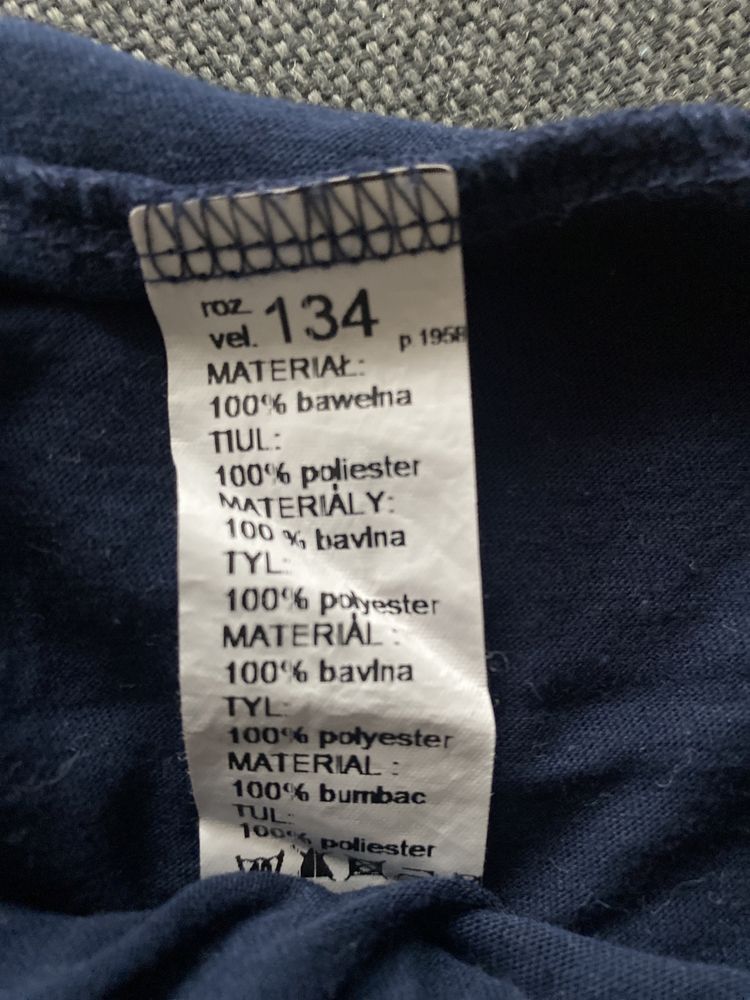 roz.
vel. 134 p 1958
MATERIAŁ:
100% bawełna
TIUL:
100% poliester
MATERIÁLY:
100 % bavlna
TYL:
100% polyester
MATERIÁL :
100% bavlna
TYL:
100% polyester
MATERIAL :
100% bumbac
TUL:
100% poliester